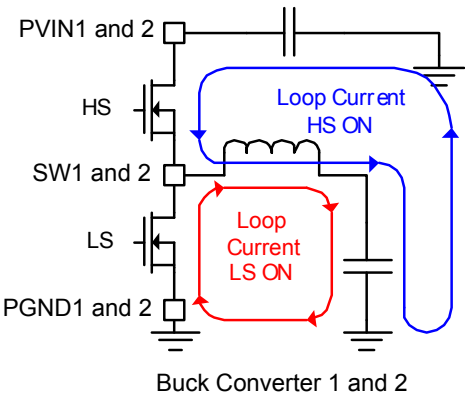 PVIN1 and 2
HS
Loop Current
HS ON
SW1 and 2
LS
Loop
Current
LS ON
PGND1 and 2
Buck Converter 1 and 2